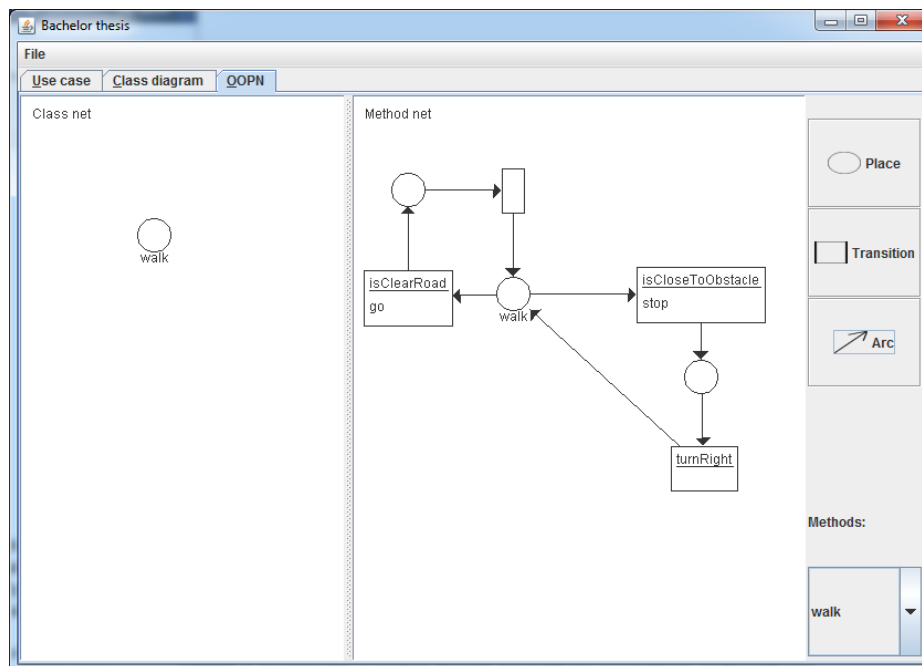 Bachelor thesis
File
Use case
Class diagram
OOPN
Class net
walk
Method net
isClearRoad
go
walk
isCloseToObstacle
stop
turnRight
Place
Transition
Arc
Methods:
walk